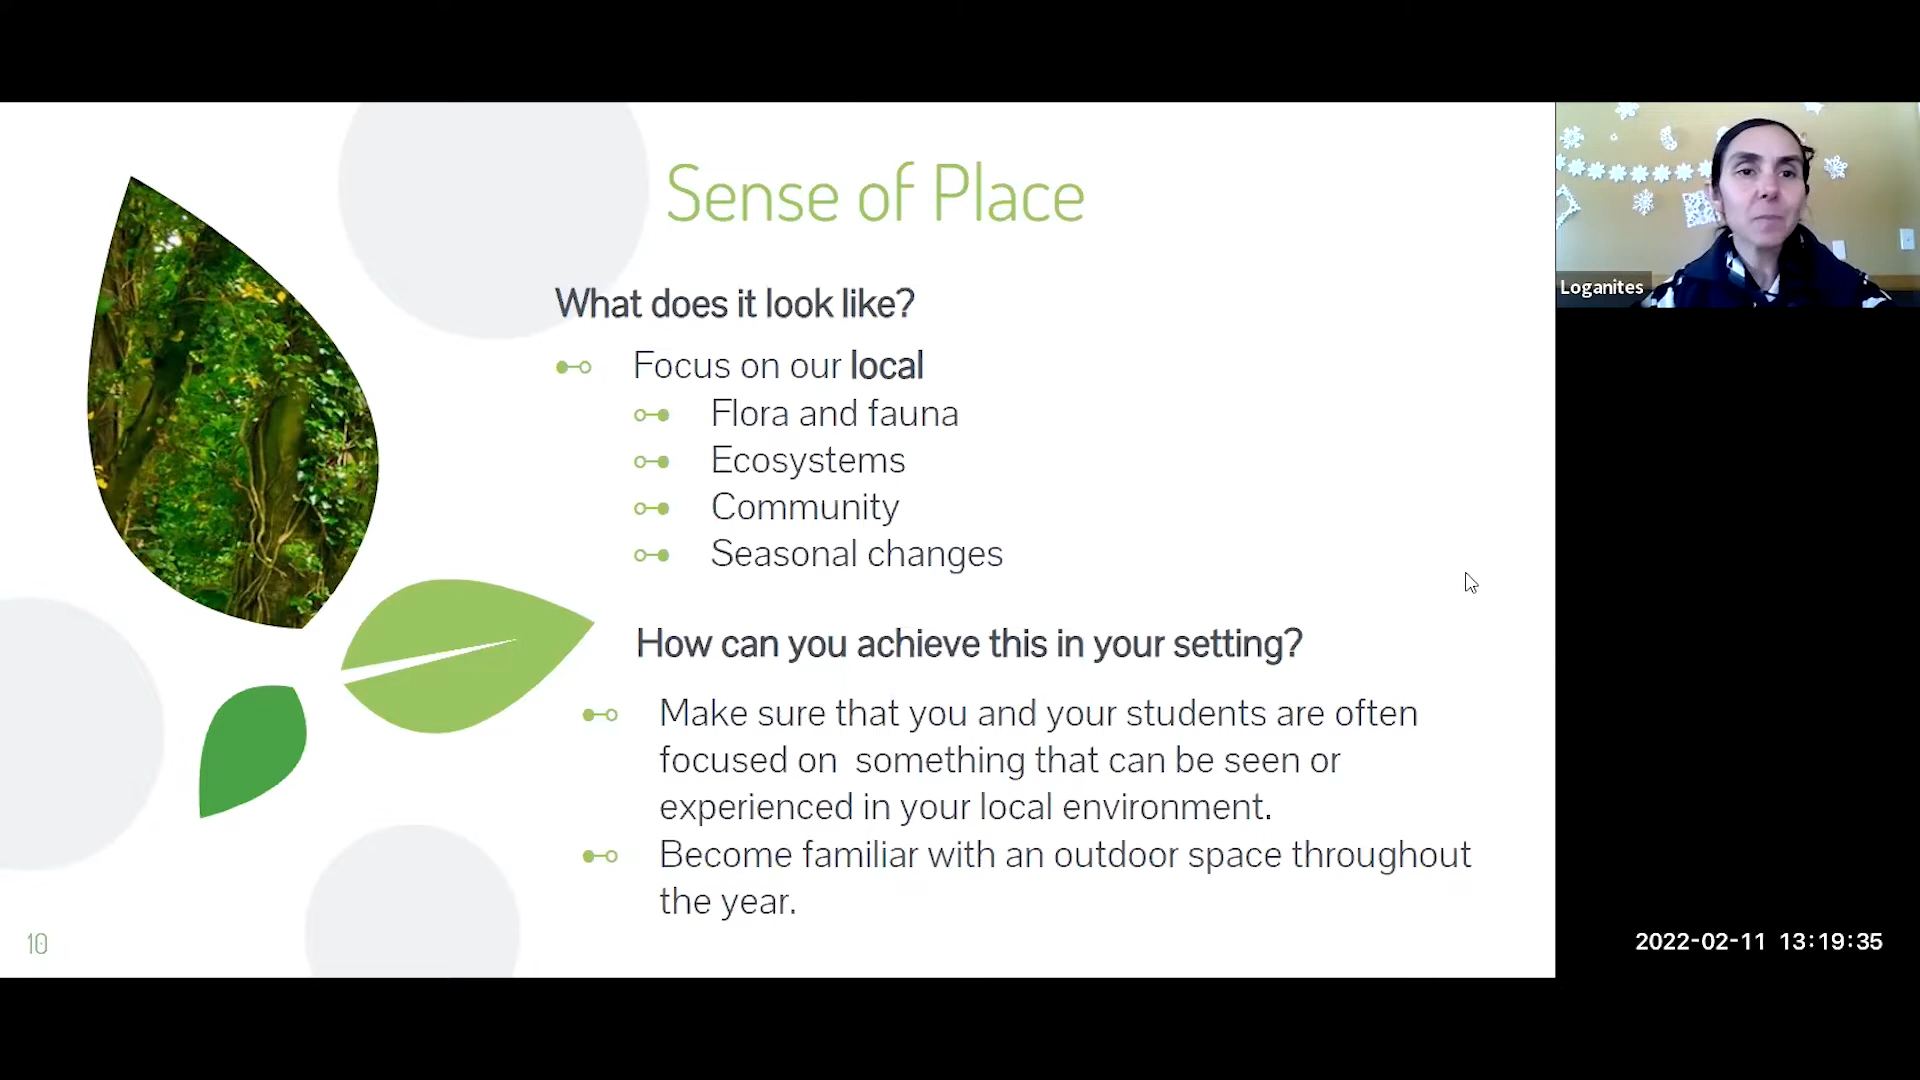 Sense of Place
What does it look like?
Focus on our local
Flora and fauna
Ecosystems
Community
Seasonal changes
How can you achieve this in your setting?
Make sure that you and your students are often
focused on something that can be seen or
experienced in your local environment.
Become familiar with an outdoor space throughout
the year.
10
Loganites
2022-02-11 13:19:35